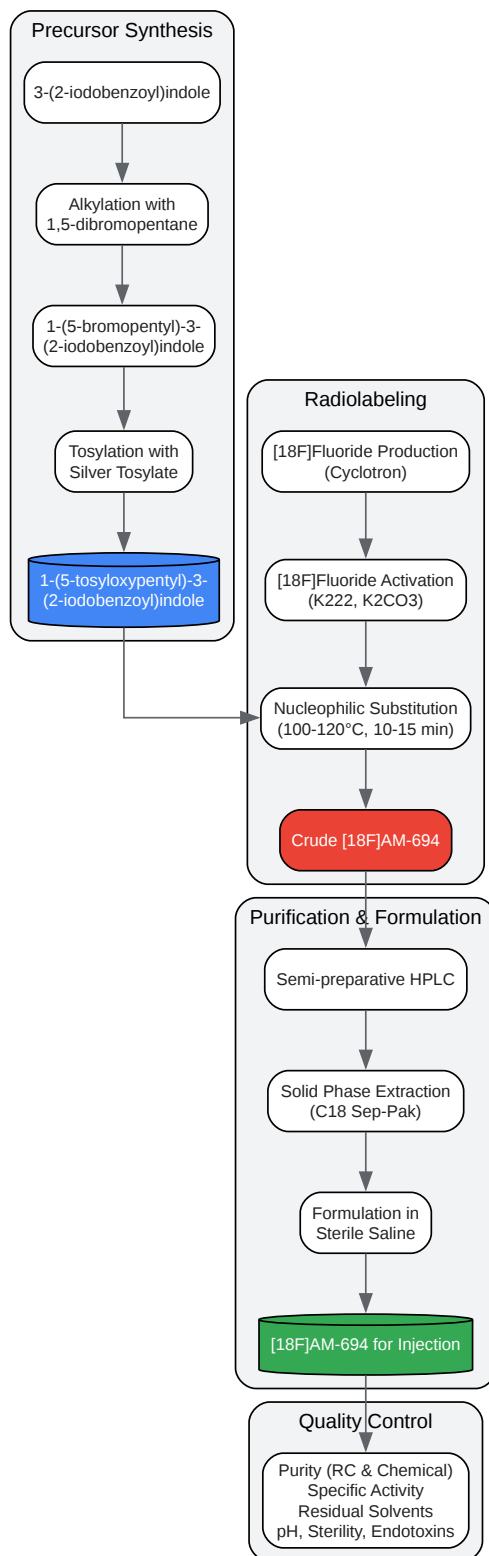 Precursor Synthesis
3-(2-iodobenzoyl)indole
Alkylation with
1,5-dibromopentane
1-(5-bromopentyl)-3-
(2-iodobenzoyl)indole
Tosylation with
Silver Tosylate
1-(5-tosyloxypentyl)-3-
(2-iodobenzoyl)indole
Radiolabeling
[18F]Fluoride Production
(Cyclotron)
[18F]Fluoride Activation
(K222, K2CO3)
Nucleophilic Substitution
(100-120°C, 10-15 min)
Crude [18F]AM-694
Purification & Formulation
Semi-preparative HPLC
Solid Phase Extraction
(C18 Sep-Pak)
Formulation in
Sterile Saline
[18F]AM-694 for Injection
Quality Control
Purity (RC & Chemical)
Specific Activity
Residual Solvents
pH, Sterility, Endotoxins